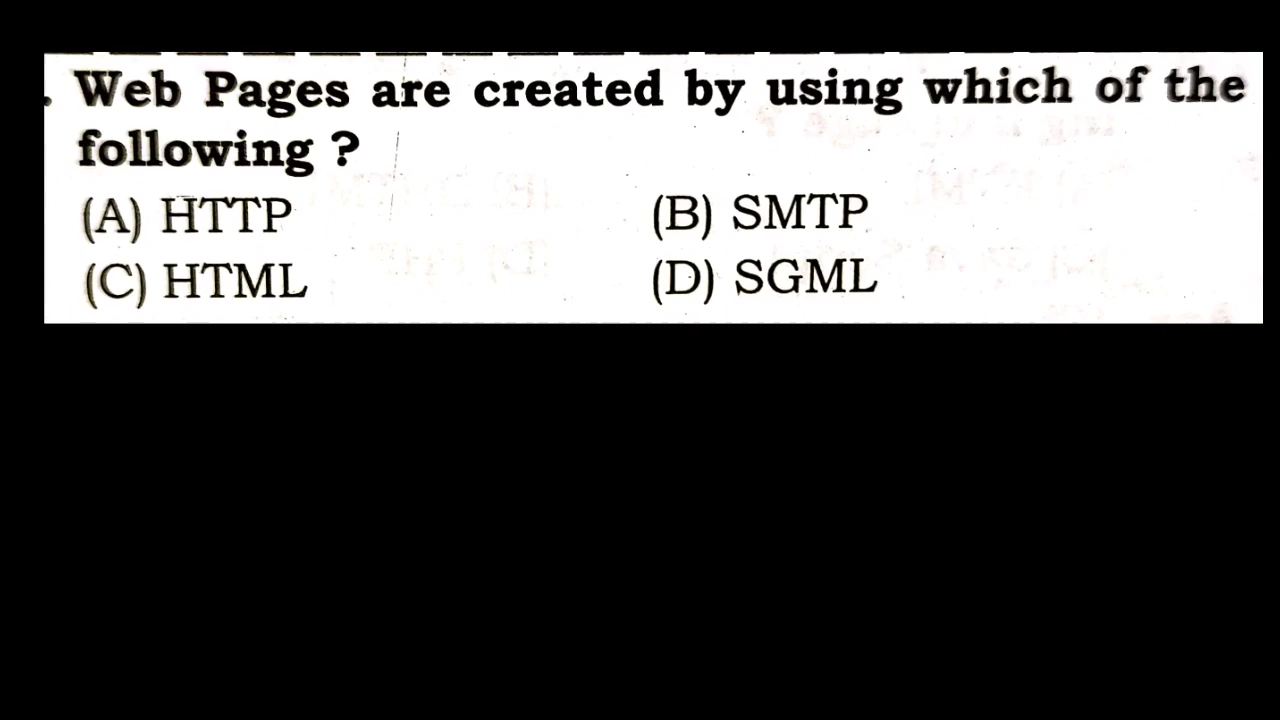 . Web Pages are created by using which of the
following ?
(A) HTTP (B) SMTP
(C) HTML (D) SGML